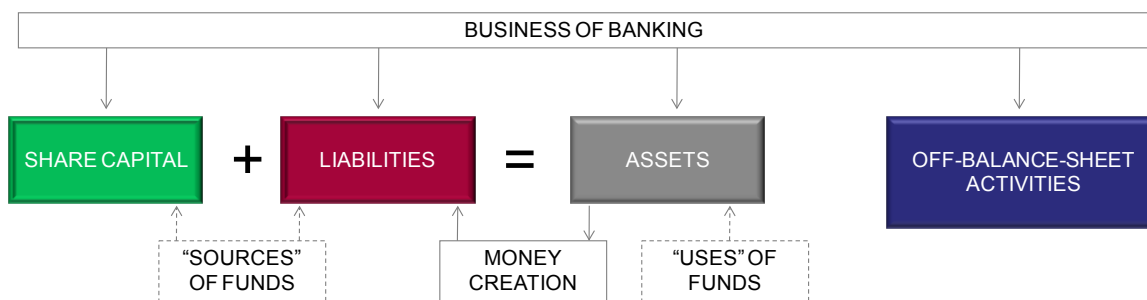 BUSINESS OF BANKING
SHARE CAPITAL
+
LIABILITIES
=
ASSETS
OFF-BALANCE-SHEET
ACTIVITIES
“SOURCES”
OF FUNDS
MONEY
CREATION
“USES” OF
FUNDS